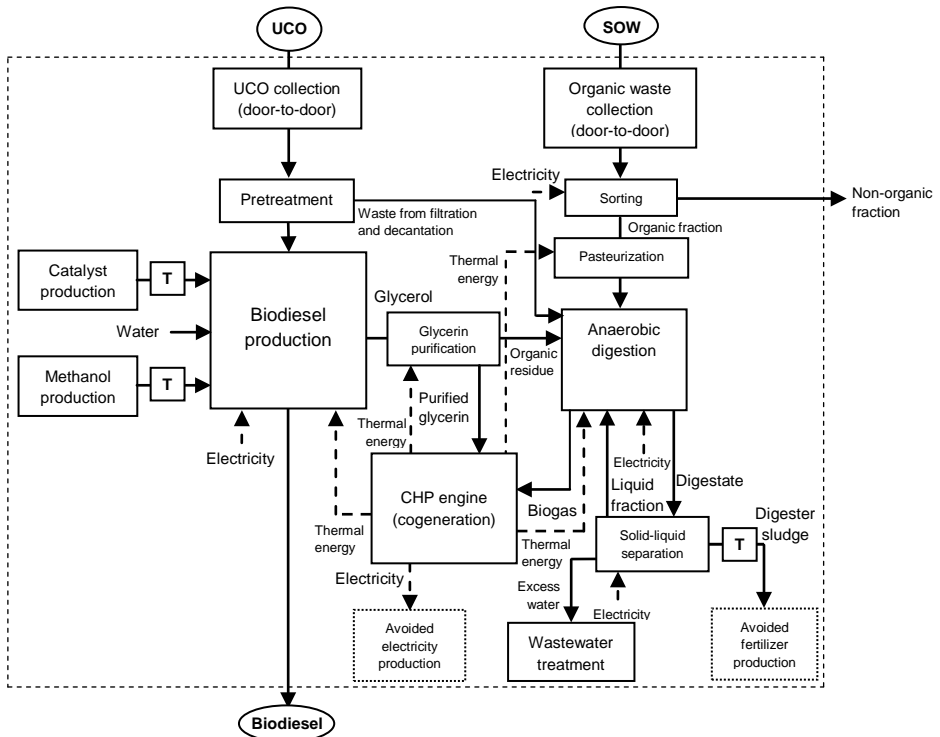 UCO
SOW
UCO collection
(door-to-door)
Organic waste
collection
(door-to-door)
Electricity
Pretreatment
Sorting
Non-organic
fraction
Waste from filtration
and decantation
Organic fraction
Thermal
energy
Pasteurization
Catalyst
production
T
Glycerol
Biodiesel
production
Water
Glycerin
purification
Anaerobic
digestion
Organic
residue
Methanol
production
T
Purified
glycerin
Thermal
energy
Electricity
Electricity
Liquid
fraction
Digestate
CHP engine
(cogeneration)
Biogas
Digester
sludge
Thermal
energy
Thermal
energy
Solid-liquid
separation
T
Electricity
Excess
water
Electricity
Avoided
electricity
production
Wastewater
treatment
Avoided
fertilizer
production
Biodiesel